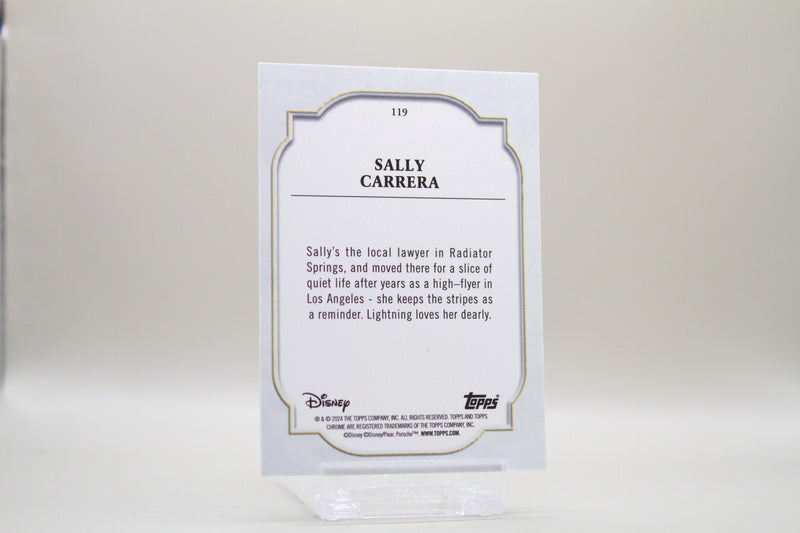 119
SALLY
CARRERA
Sally's the local lawyer in Radiator
Springs, and moved there for a slice of
quiet life after years as a high–flyer in
Los Angeles - she keeps the stripes as
a reminder. Lightning loves her dearly.
Disney
Topps
® & © 2024 THE TOPPS COMPANY, INC. ALL RIGHTS RESERVED. TOPPS AND TOPPS
CHROME ARE REGISTERED TRADEMARKS OF THE TOPPS COMPANY, INC.
©Disney ©Disney/Pixar. Porsche™. WWW.TOPPS.COM.